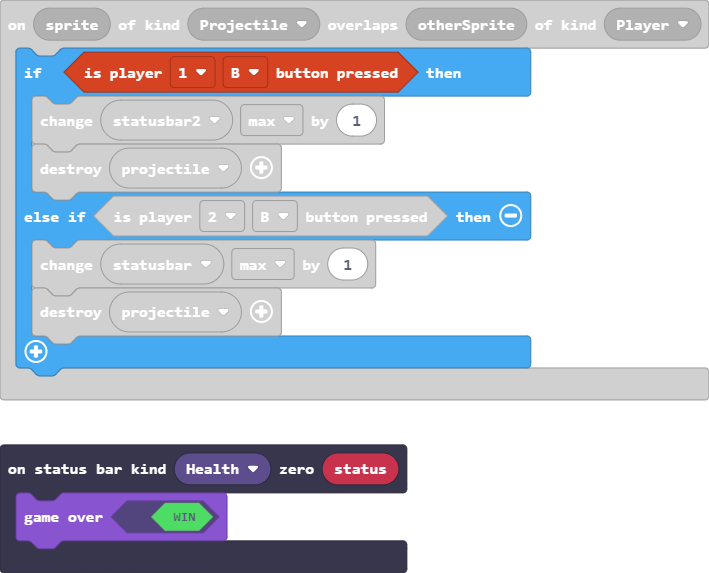 on sprite of kind Projectile overlaps otherSprite of kind Player
if is player 1 B button pressed then
change statusbar2 max by 1
destroy projectile
else if is player 2 B button pressed then
change statusbar max by 1
destroy projectile
on status bar kind Health zero status
game over WIN